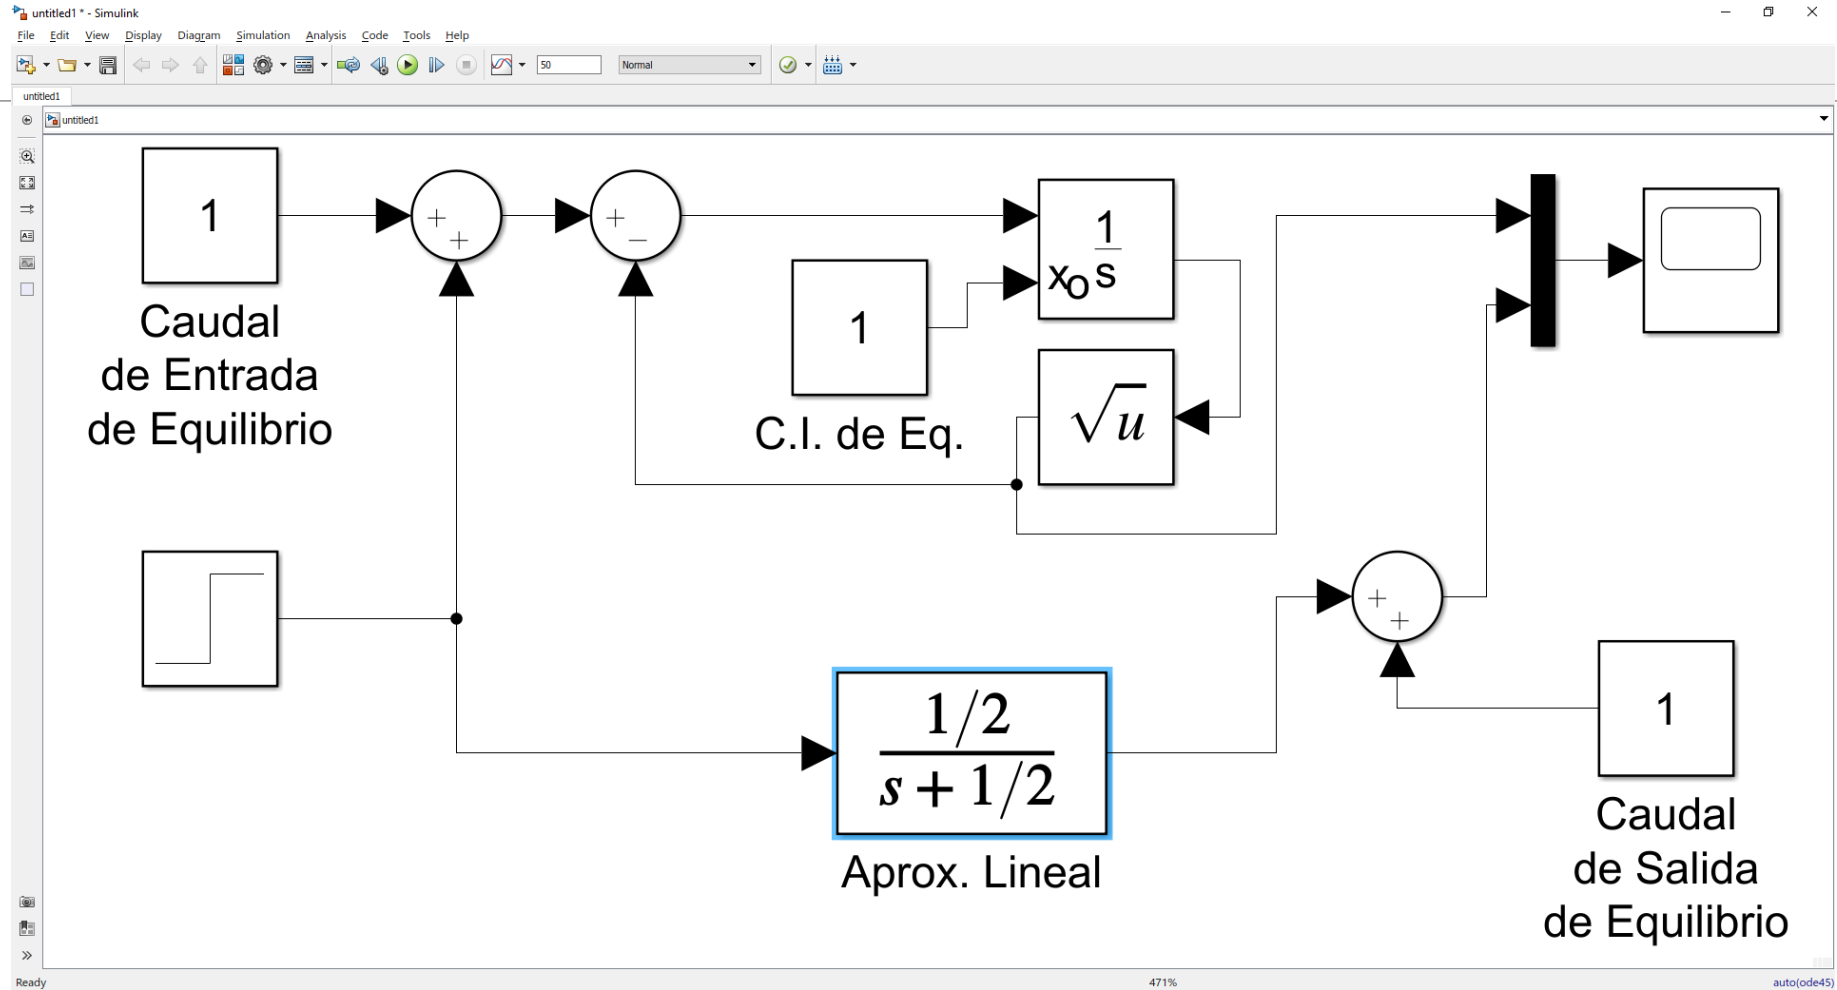 untitled1 * - Simulink
File Edit View Display Diagram Simulation Analysis Code Tools Help
50 Normal
untitled1
untitled1
1
Caudal
de Entrada
de Equilibrio
+
+
+
−
1
C.I. de Eq.
1
xo s
√u
+
+
1/2
s + 1/2
Aprox. Lineal
1
Caudal
de Salida
de Equilibrio
Ready 471% auto(ode45)